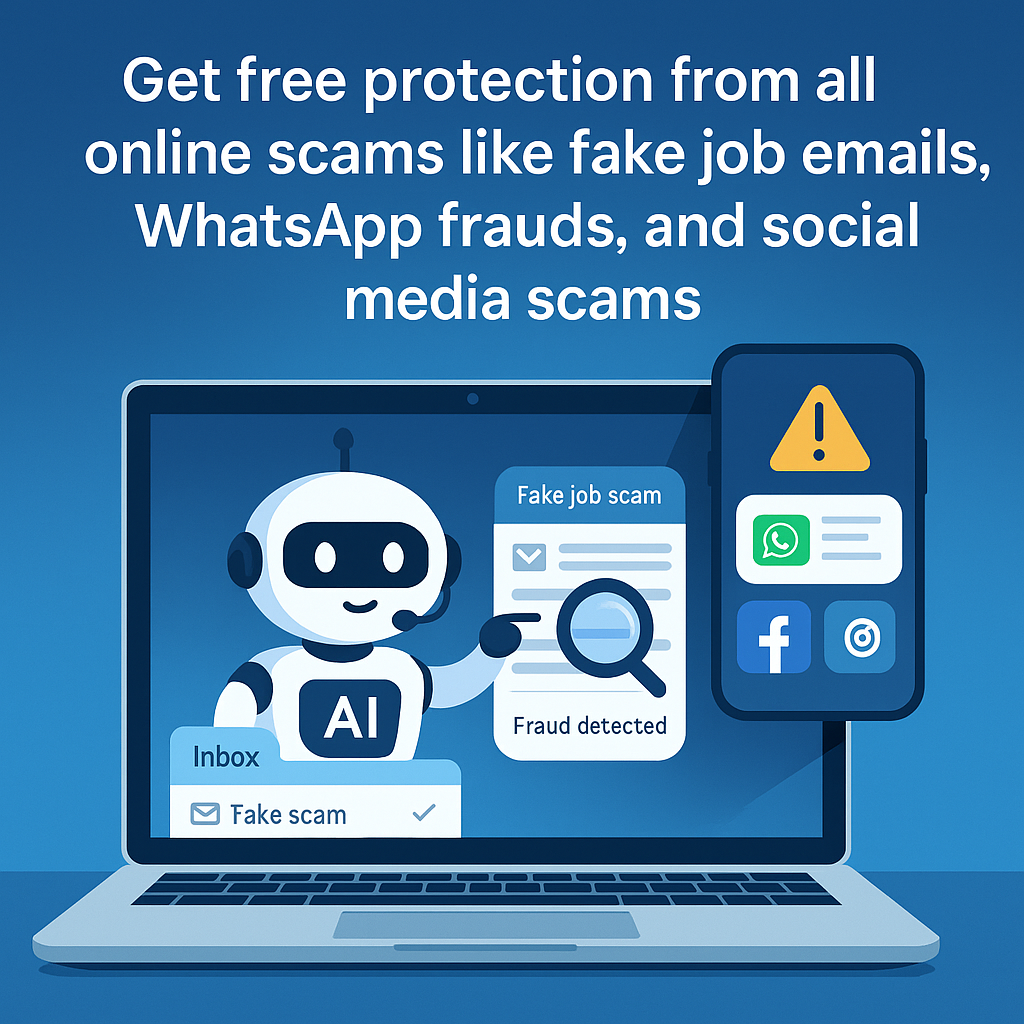 Get free protection from all
online scams like fake job emails,
WhatsApp frauds, and social
media scams
Fake job scam
Fraud detected
AI
Inbox
Fake scam